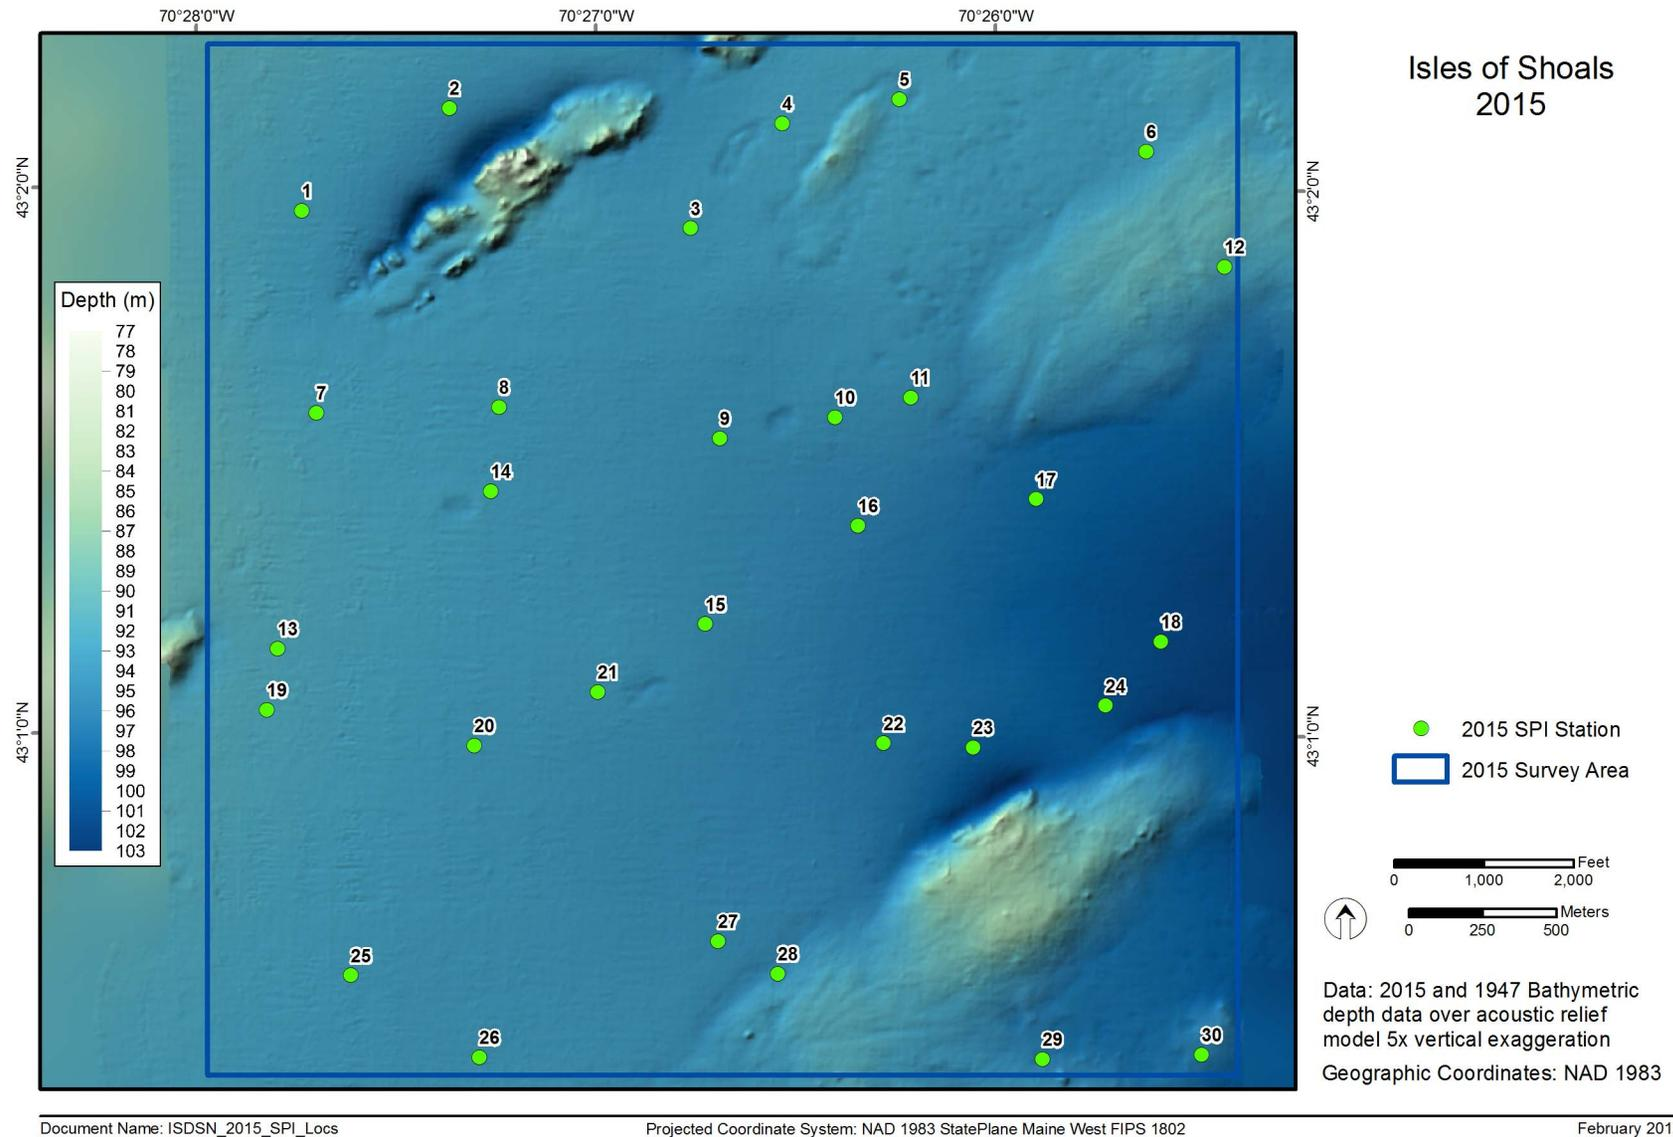 70°28'0"W
70°27'0"W
70°26'0"W
Isles of Shoals
2015
43°2'0"N
43°2'0"N
43°1'0"N
43°1'0"N
2
5
4
6
1
3
12
7
8
11
10
9
14
17
16
15
18
13
21
24
19
20
22
23
27
28
25
26
29
30
Depth (m)
77
78
79
80
81
82
83
84
85
86
87
88
89
90
91
92
93
94
95
96
97
98
99
100
101
102
103
2015 SPI Station
2015 Survey Area
Feet
0 1,000 2,000
Meters
0 250 500
Data: 2015 and 1947 Bathymetric
depth data over acoustic relief
model 5x vertical exaggeration
Geographic Coordinates: NAD 1983
Document Name: ISDSN_2015_SPI_Locs
Projected Coordinate System: NAD 1983 StatePlane Maine West FIPS 1802
February 201